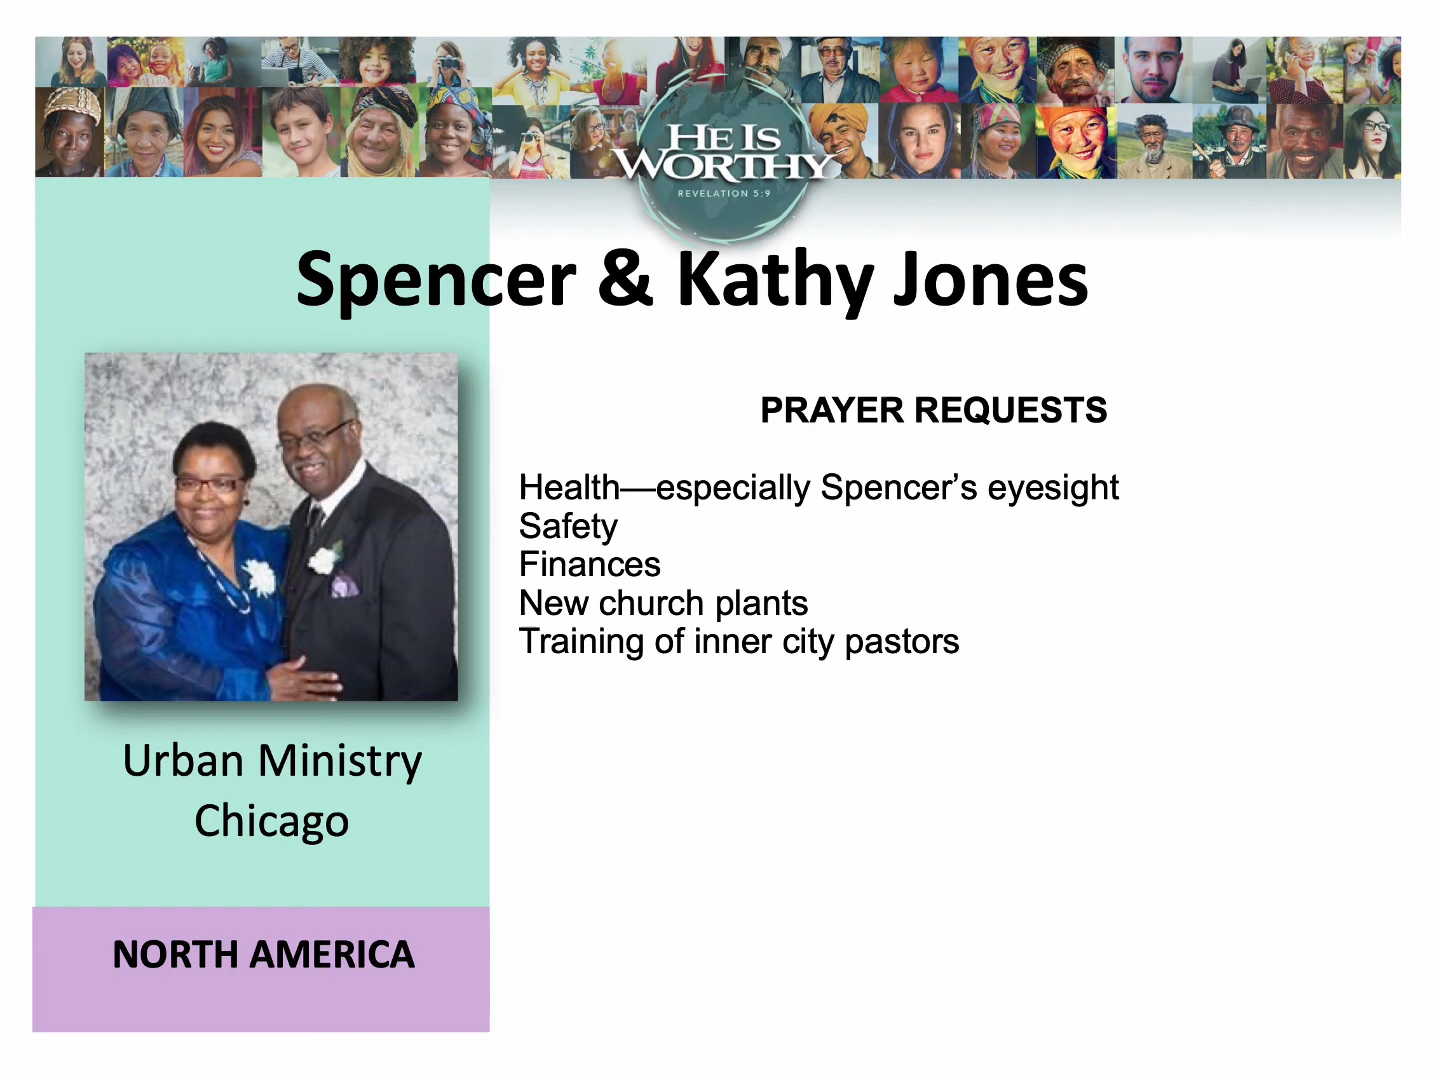 HE IS
WORTHY
REVELATION 5:9
Spencer & Kathy Jones
PRAYER REQUESTS
Health—especially Spencer’s eyesight
Safety
Finances
New church plants
Training of inner city pastors
Urban Ministry
Chicago
NORTH AMERICA